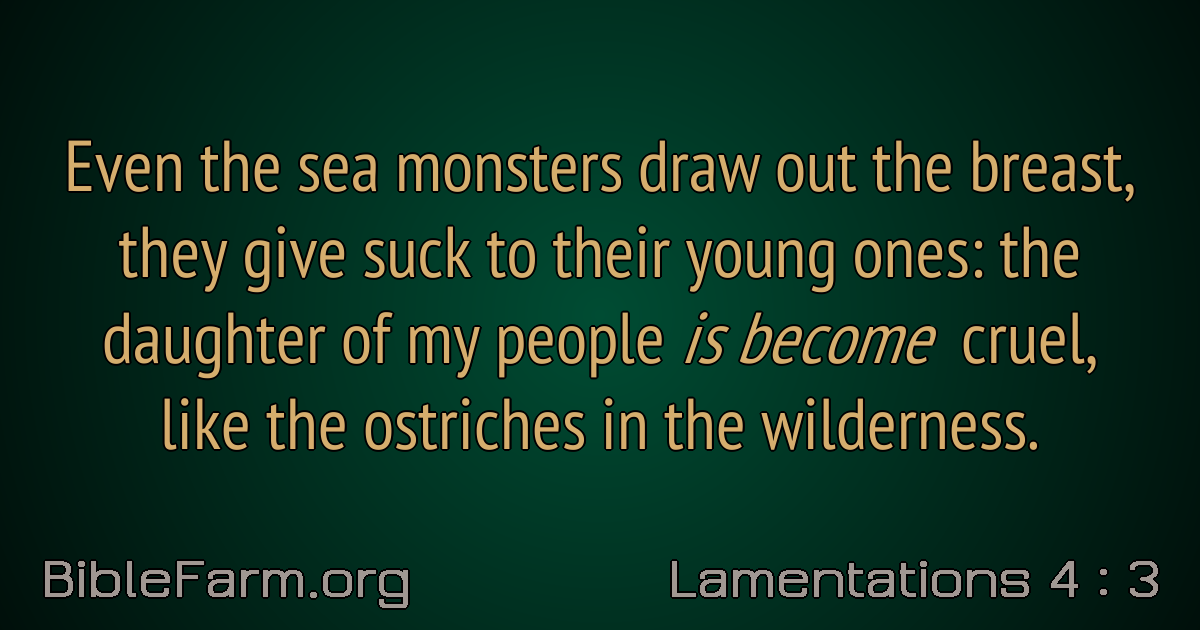 Even the sea monsters draw out the breast,
they give suck to their young ones: the
daughter of my people is become cruel,
like the ostriches in the wilderness.
BibleFarm.org
Lamentations 4 : 3